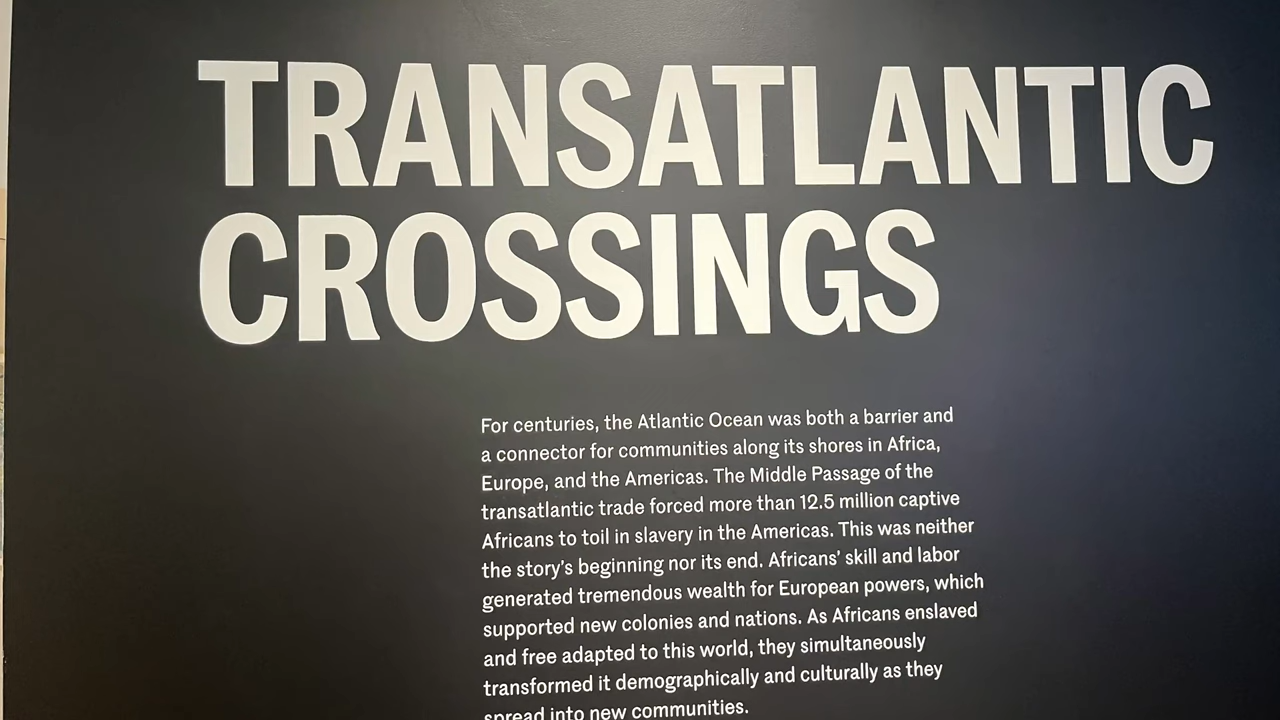 TRANSATLANTIC
CROSSINGS
For centuries, the Atlantic Ocean was both a barrier and
a connector for communities along its shores in Africa,
Europe, and the Americas. The Middle Passage of the
transatlantic trade forced more than 12.5 million captive
Africans to toil in slavery in the Americas. This was neither
the story’s beginning nor its end. Africans’ skill and labor
generated tremendous wealth for European powers, which
supported new colonies and nations. As Africans enslaved
and free adapted to this world, they simultaneously
transformed it demographically and culturally as they
spread into new communities.